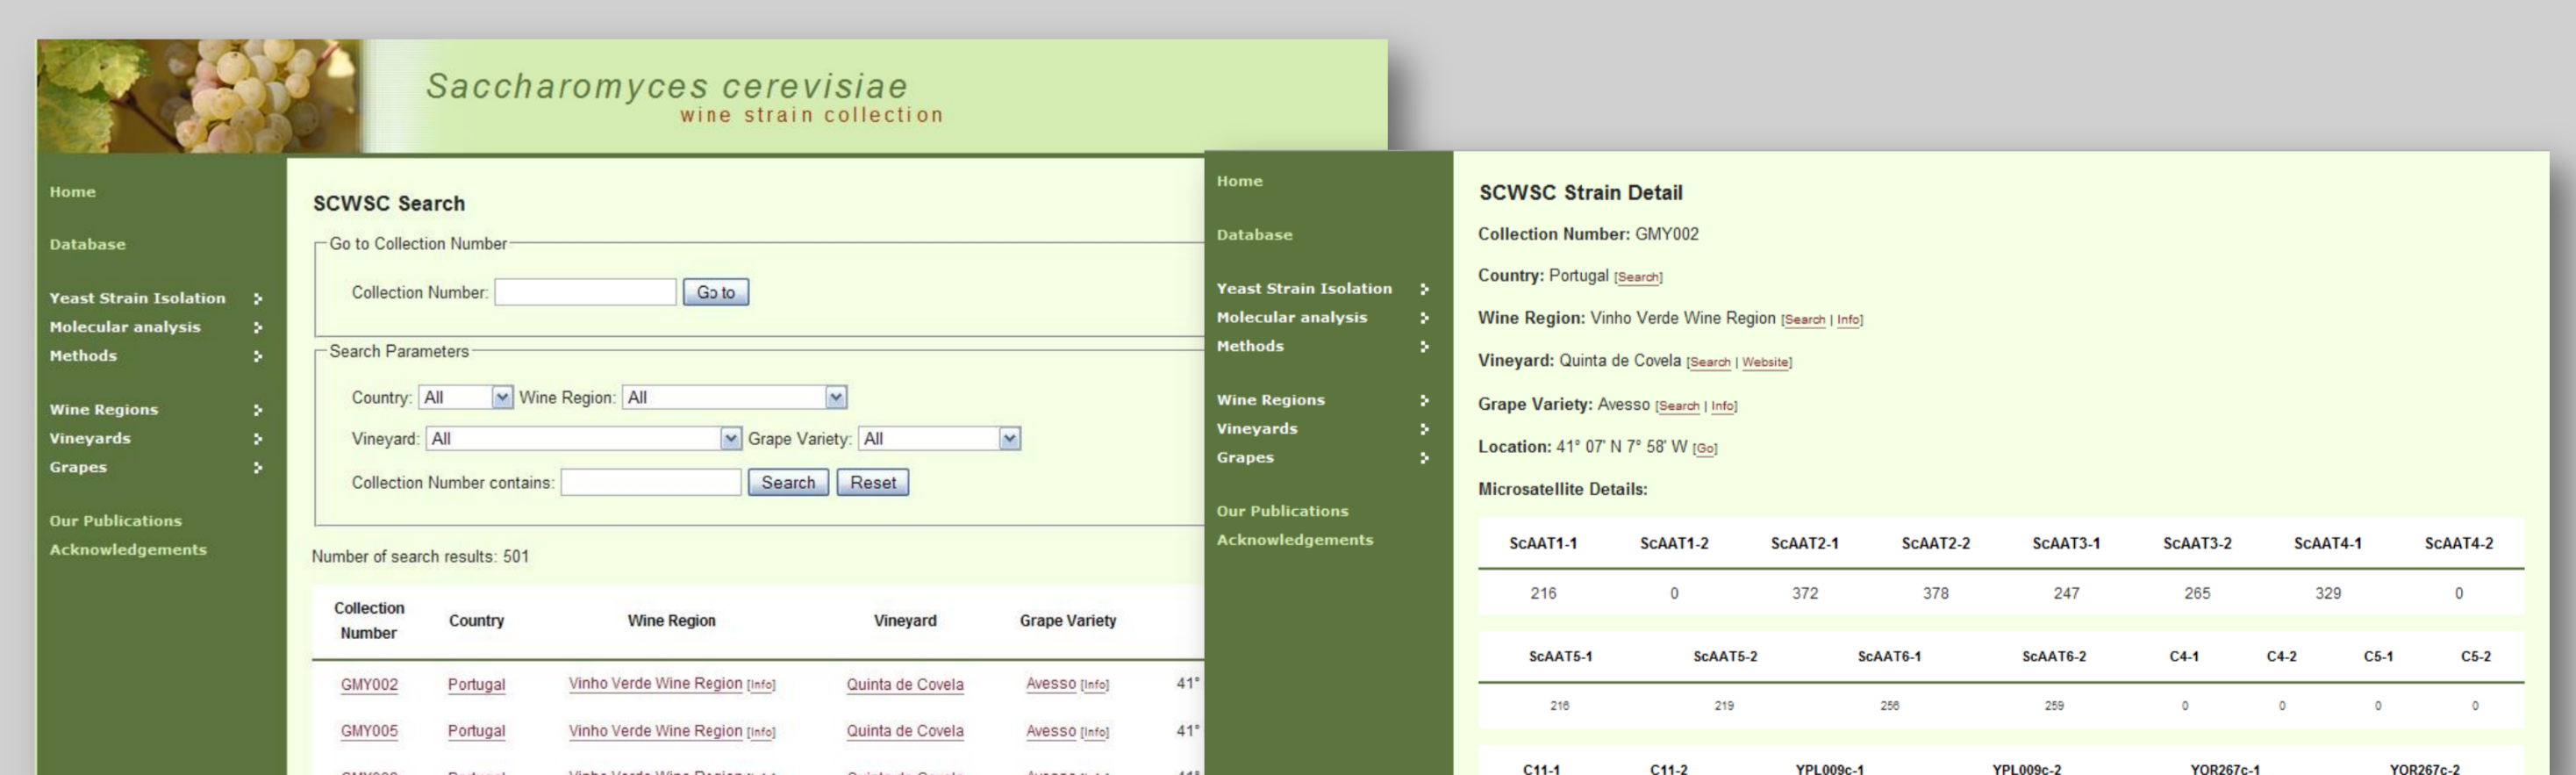 Saccharomyces cerevisiae
wine strain collection
Home
Database
Yeast Strain Isolation
Molecular analysis
Methods
Wine Regions
Vineyards
Grapes
Our Publications
Acknowledgements
SCWSC Search
Go to Collection Number
Collection Number: Go to
Search Parameters
Country: All Wine Region: All
Vineyard: All Grape Variety: All
Collection Number contains: Search Reset
Number of search results: 501
Collection Number Country Wine Region Vineyard Grape Variety
GMY002 Portugal Vinho Verde Wine Region [Info] Quinta de Covela Avesso [Info] 41°
GMY005 Portugal Vinho Verde Wine Region [Info] Quinta de Covela Avesso [Info] 41°
Home
Database
Yeast Strain Isolation
Molecular analysis
Methods
Wine Regions
Vineyards
Grapes
Our Publications
Acknowledgements
SCWSC Strain Detail
Collection Number: GMY002
Country: Portugal [Search]
Wine Region: Vinho Verde Wine Region [Search | Info]
Vineyard: Quinta de Covela [Search | Website]
Grape Variety: Avesso [Search | Info]
Location: 41° 07' N 7° 58' W [Go]
Microsatellite Details:
ScAAT1-1 ScAAT1-2 ScAAT2-1 ScAAT2-2 ScAAT3-1 ScAAT3-2 ScAAT4-1 ScAAT4-2
216 0 372 378 247 265 329 0
ScAAT5-1 ScAAT5-2 ScAAT6-1 ScAAT6-2 C4-1 C4-2 C5-1 C5-2
216 219 256 259 0 0 0 0
C11-1 C11-2 YPL009c-1 YPL009c-2 YOR267c-1 YOR267c-2